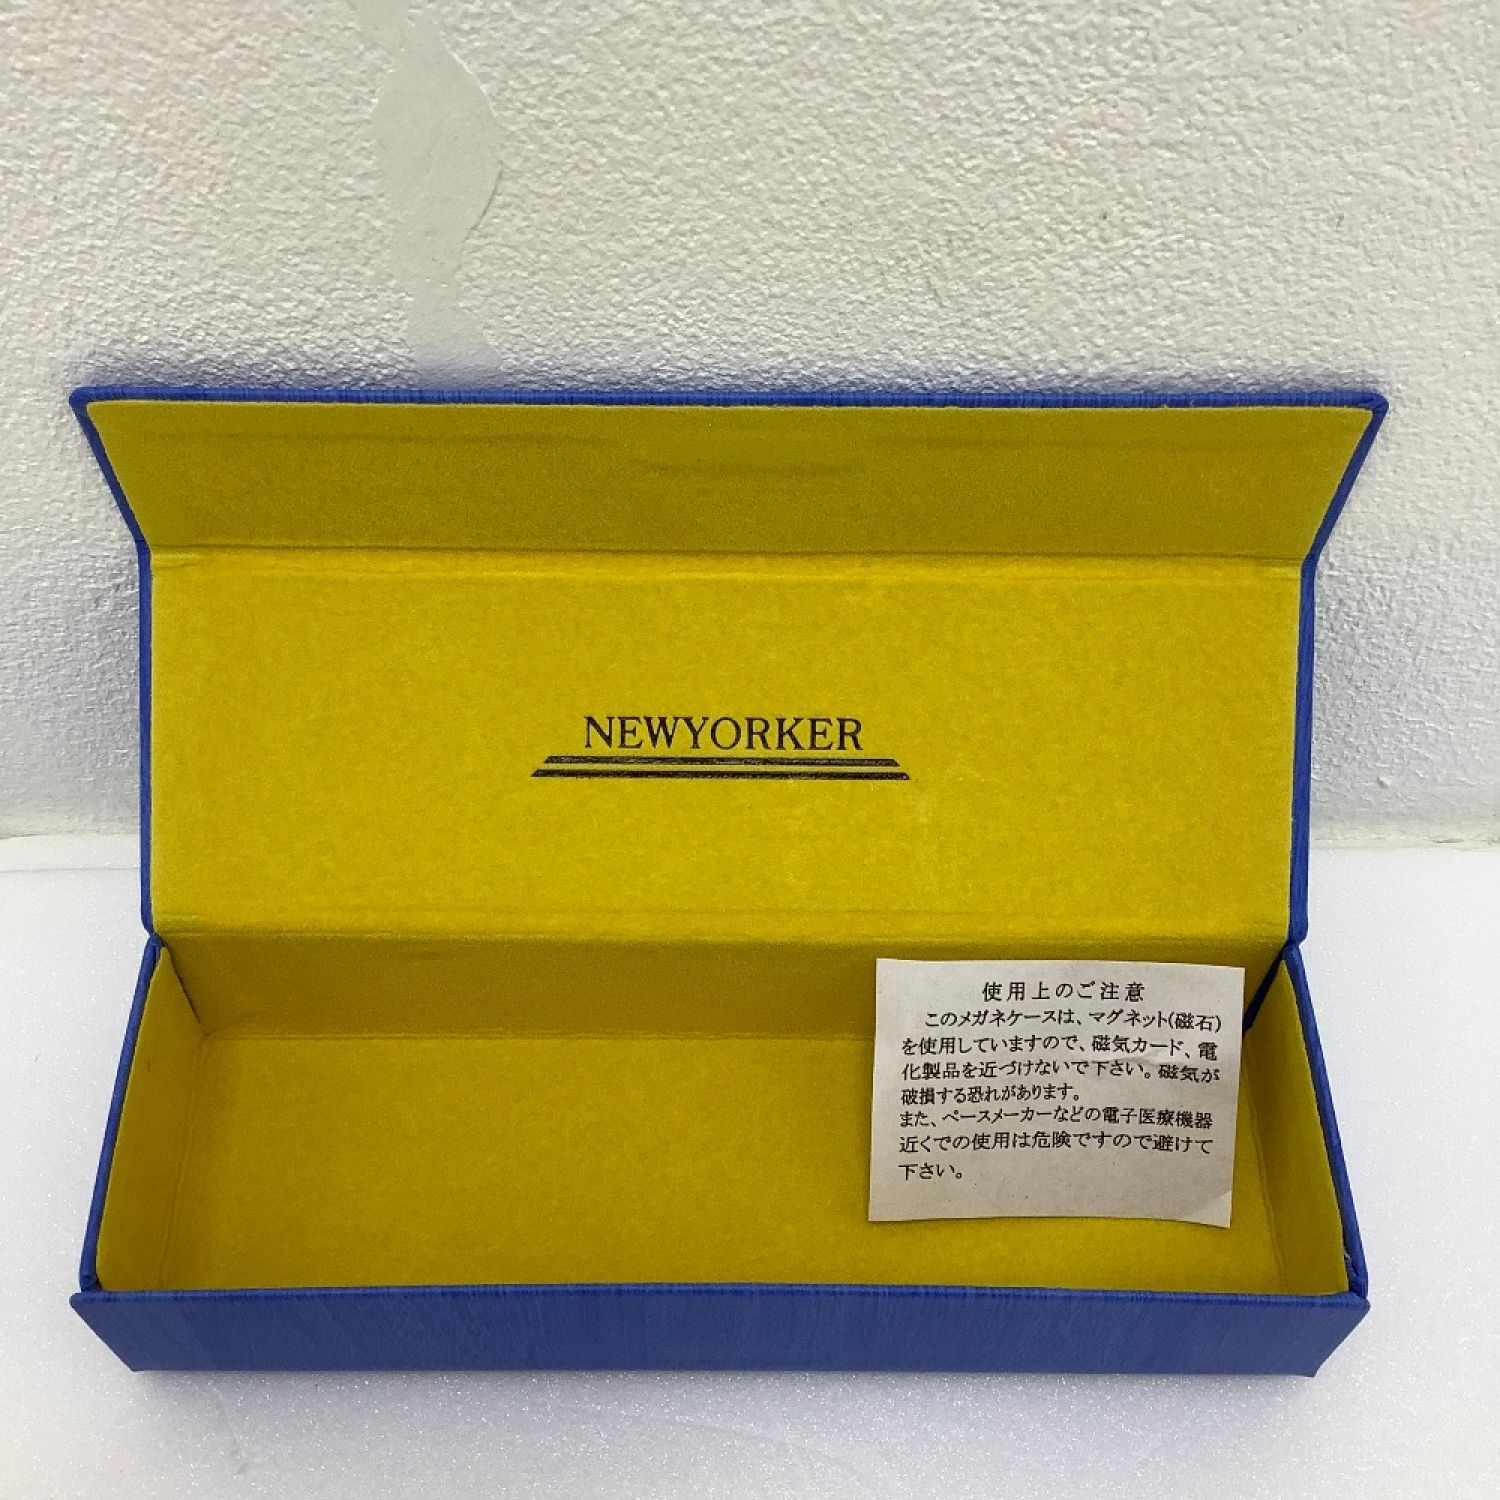 NEWYORKER
使用上のご注意
このメガネケースは、マグネット(磁石)
を使用していますので、磁気カード、電
化製品を近づけないで下さい。磁気が
破損する恐れがあります。
また、ペースメーカーなどの電子医療機器
近くでの使用は危険ですので避けて
下さい。